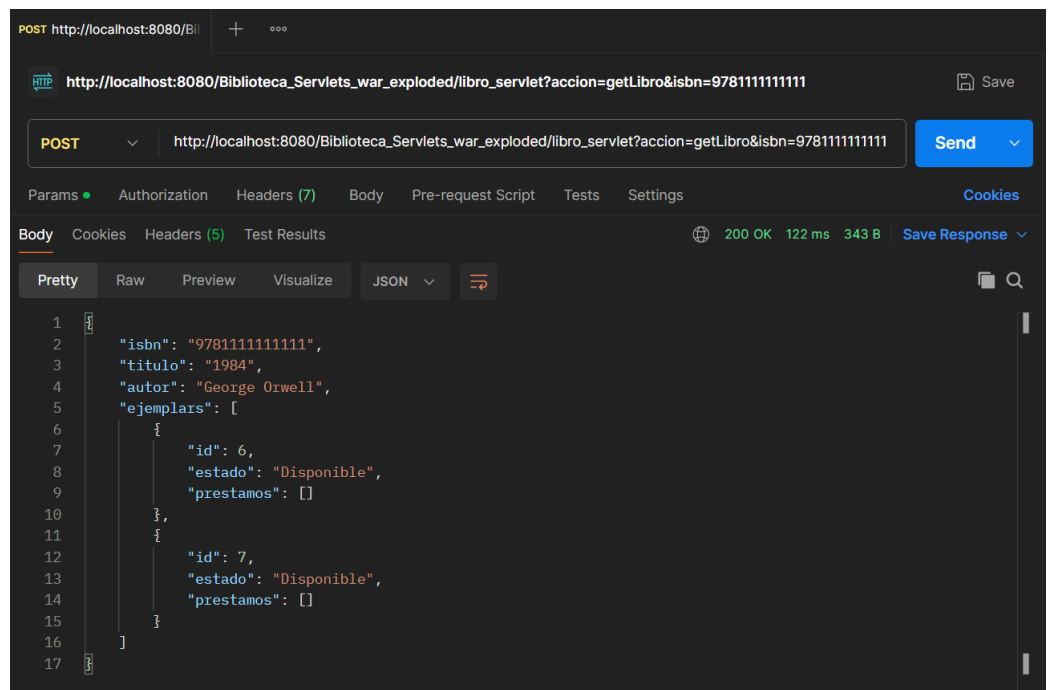 POST http://localhost:8080/Bi
HTTP http://localhost:8080/Biblioteca_Servlets_war_exploded/libro_servlet?accion=getLibro&isbn=9781111111111 Save
POST http://localhost:8080/Biblioteca_Servlets_war_exploded/libro_servlet?accion=getLibro&isbn=9781111111111 Send
Params Authorization Headers (7) Body Pre-request Script Tests Settings Cookies
Body Cookies Headers (5) Test Results 200 OK 122 ms 343 B Save Response
Pretty Raw Preview Visualize JSON
1 {
2 "isbn": "9781111111111",
3 "titulo": "1984",
4 "autor": "George Orwell",
5 "ejemplars": [
6 {
7 "id": 6,
8 "estado": "Disponible",
9 "prestamos": []
10 },
11 {
12 "id": 7,
13 "estado": "Disponible",
14 "prestamos": []
15 }
16 ]
17 }